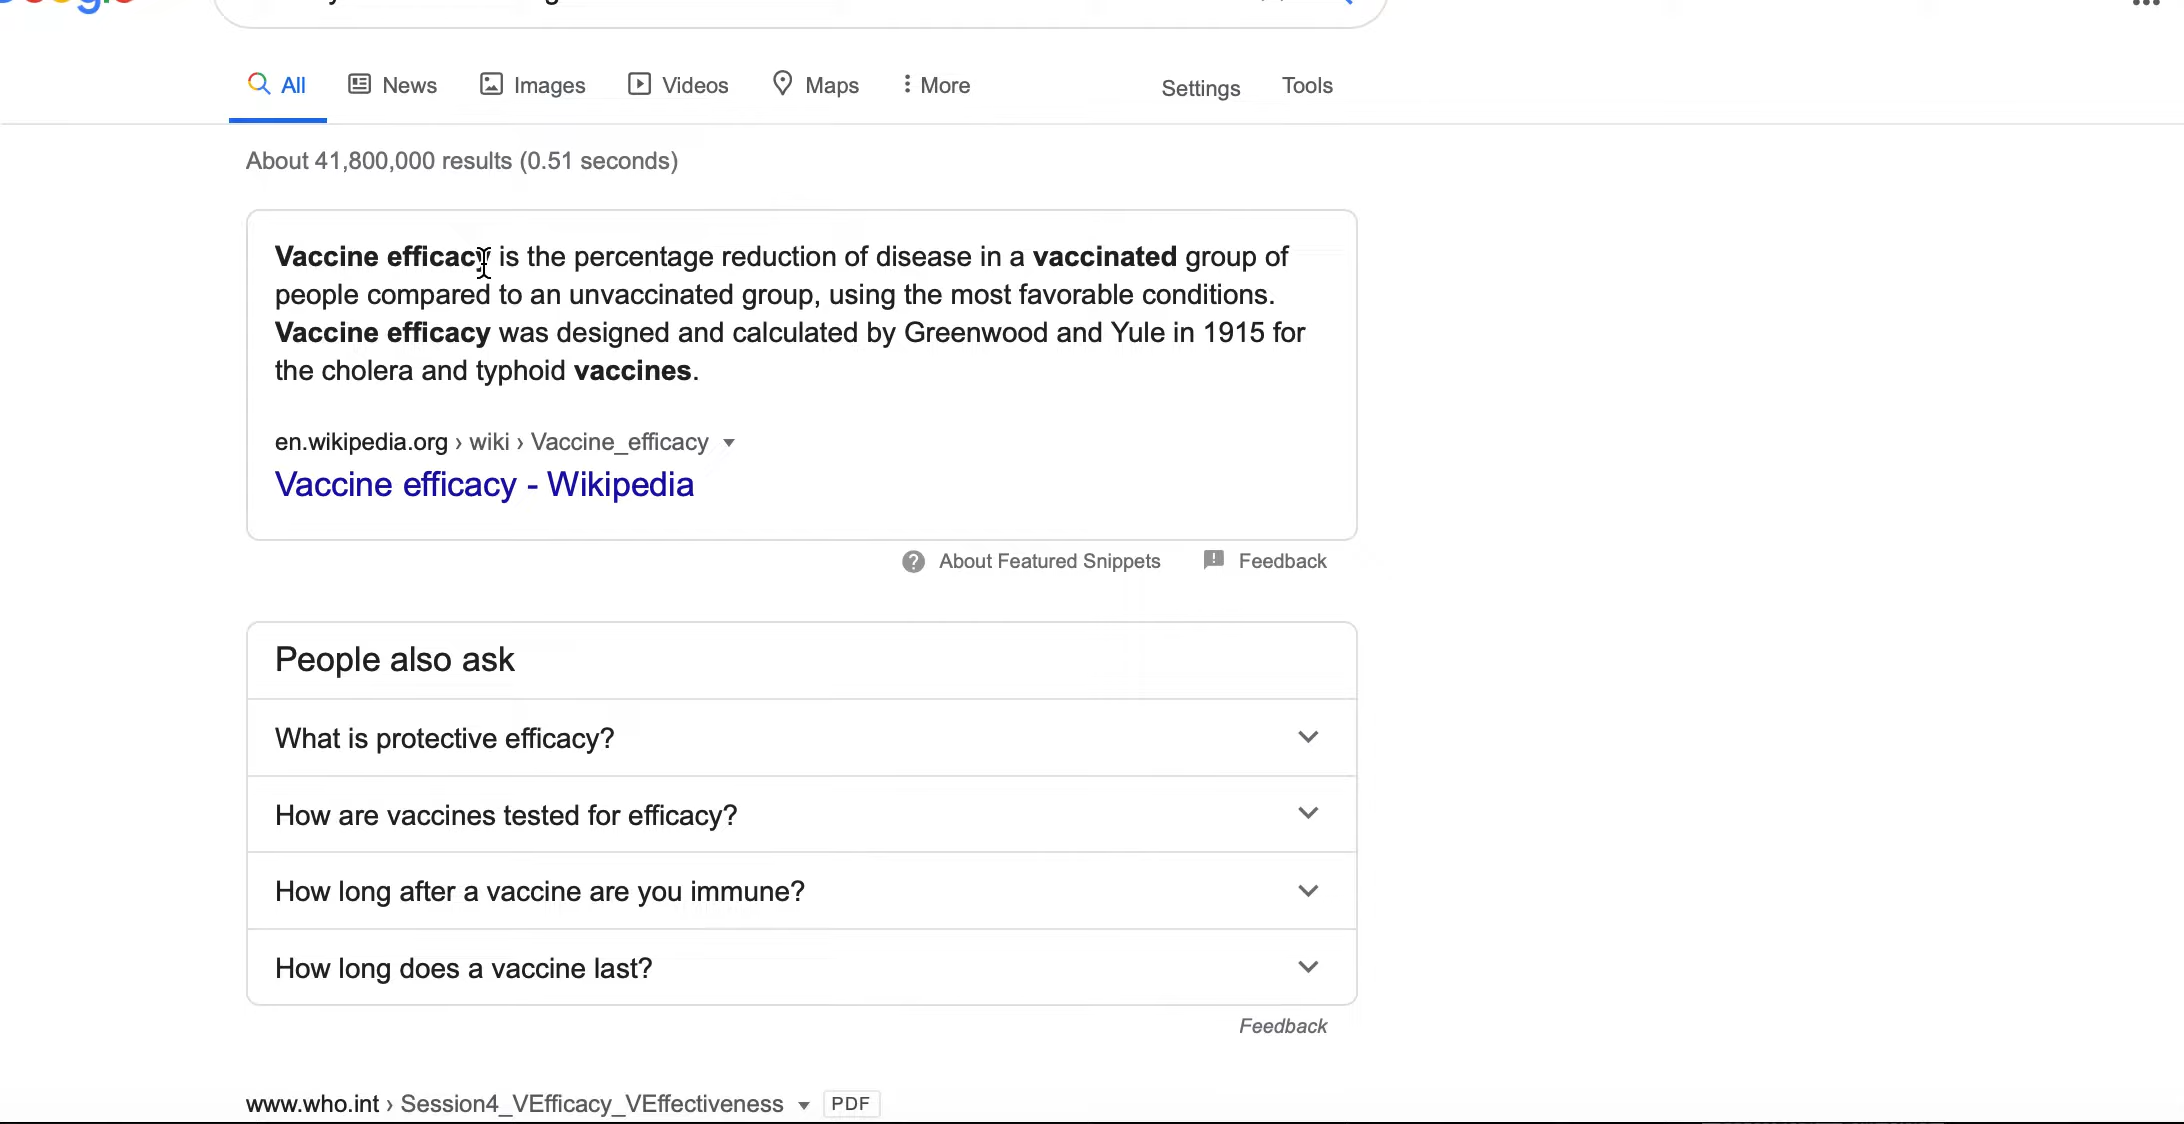 All News Images Videos Maps More Settings Tools
About 41,800,000 results (0.51 seconds)
Vaccine efficacy is the percentage reduction of disease in a vaccinated group of
people compared to an unvaccinated group, using the most favorable conditions.
Vaccine efficacy was designed and calculated by Greenwood and Yule in 1915 for
the cholera and typhoid vaccines.
en.wikipedia.org › wiki › Vaccine_efficacy
Vaccine efficacy - Wikipedia
About Featured Snippets Feedback
People also ask
What is protective efficacy?
How are vaccines tested for efficacy?
How long after a vaccine are you immune?
How long does a vaccine last?
Feedback
www.who.int › Session4_VEfficacy_VEffectiveness PDF